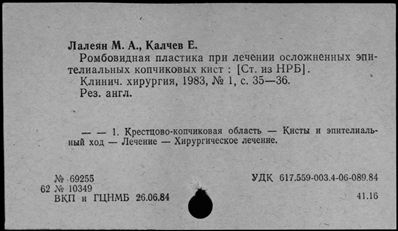 Лалеян М. А., Калчев Е.
Ромбовидная пластика при лечении осложненных эпи-
телиальных копчиковых кист : [Ст. из НРБ].
Клинич. хирургия, 1983, № 1, с. 35—36.
Рез. англ.
— — 1. Крестцово-копчиковая область — Кисты и эпителиаль-
ный ход — Лечение — Хирургическое лечение.
№ 69255 УДК 617.559-003.4-06-089.84
62 № 10349
ВКП и ГЦНМБ 26.06.84 41.16